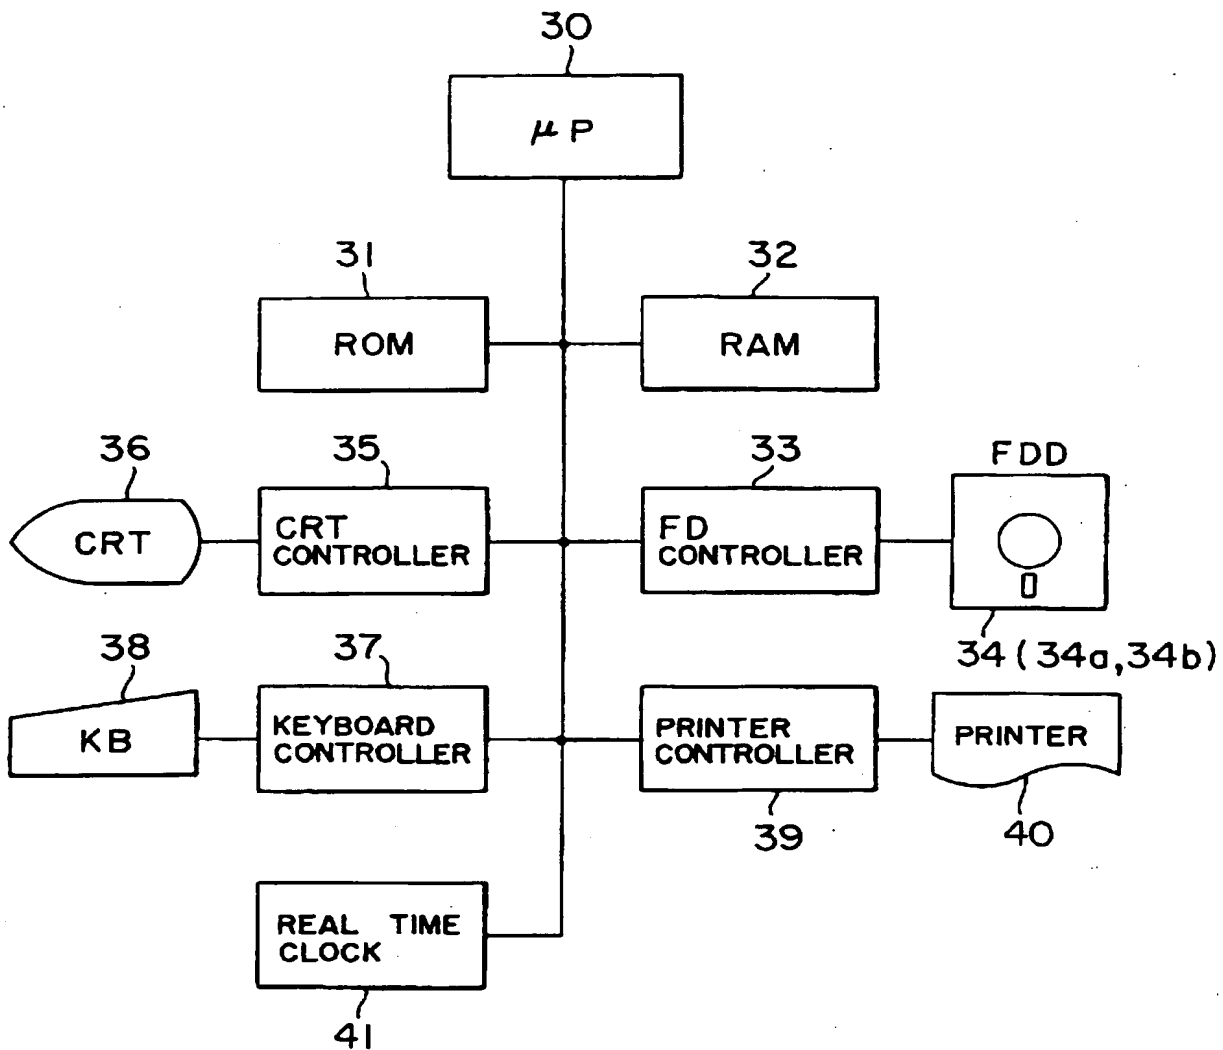 30
μP
31
32
ROM
RAM
36
35
33
FDD
CRT
CRT
CONTROLLER
FD
CONTROLLER
34 (34a, 34b)
38
37
KB
KEYBOARD
CONTROLLER
PRINTER
CONTROLLER
PRINTER
39
40
REAL TIME
CLOCK
41